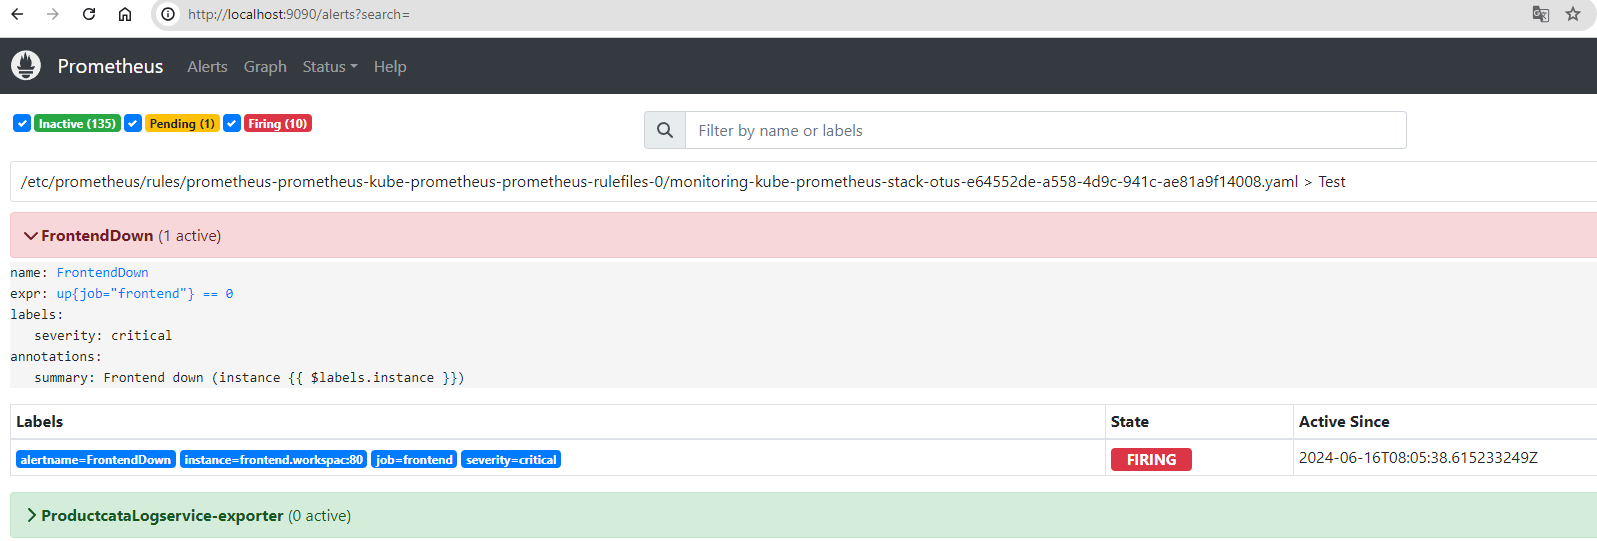 http://localhost:9090/alerts?search=
Prometheus Alerts Graph Status Help
Inactive (135) Pending (1) Firing (10) Filter by name or labels
/etc/prometheus/rules/prometheus-prometheus-kube-prometheus-prometheus-rulefiles-0/monitoring-kube-prometheus-stack-otus-e64552de-a558-4d9c-941c-ae81a9f14008.yaml > Test
FrontendDown (1 active)
name: FrontendDown
expr: up{job="frontend"} == 0
labels:
severity: critical
annotations:
summary: Frontend down (instance {{ $labels.instance }})
Labels State Active Since
alertname=FrontendDown instance=frontend.workspac:80 job=frontend severity=critical FIRING 2024-06-16T08:05:38.615233249Z
ProductcataLogservice-exporter (0 active)